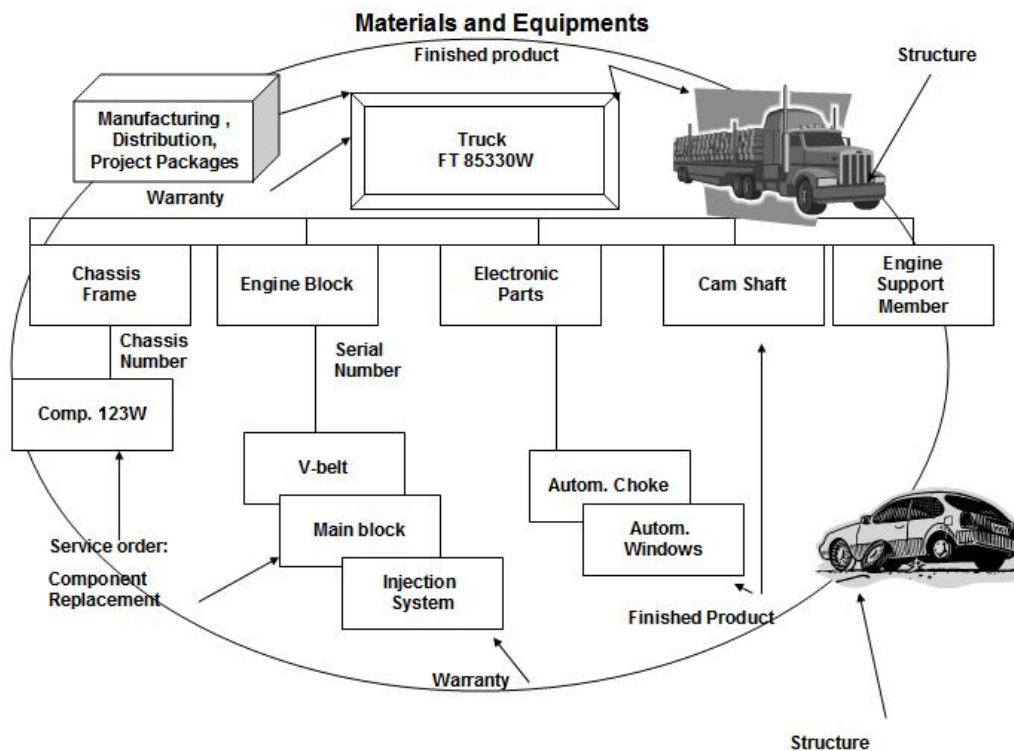 Materials and Equipments
Finished product
Structure
Manufacturing ,
Distribution,
Project Packages
Truck
FT 85330W
Warranty
Chassis
Frame
Engine Block
Electronic
Parts
Cam Shaft
Engine
Support
Member
Chassis
Number
Serial
Number
Comp. 123W
V-belt
Autom. Choke
Main block
Autom.
Windows
Service order:
Component
Replacement
Injection
System
Finished Product
Warranty
Structure